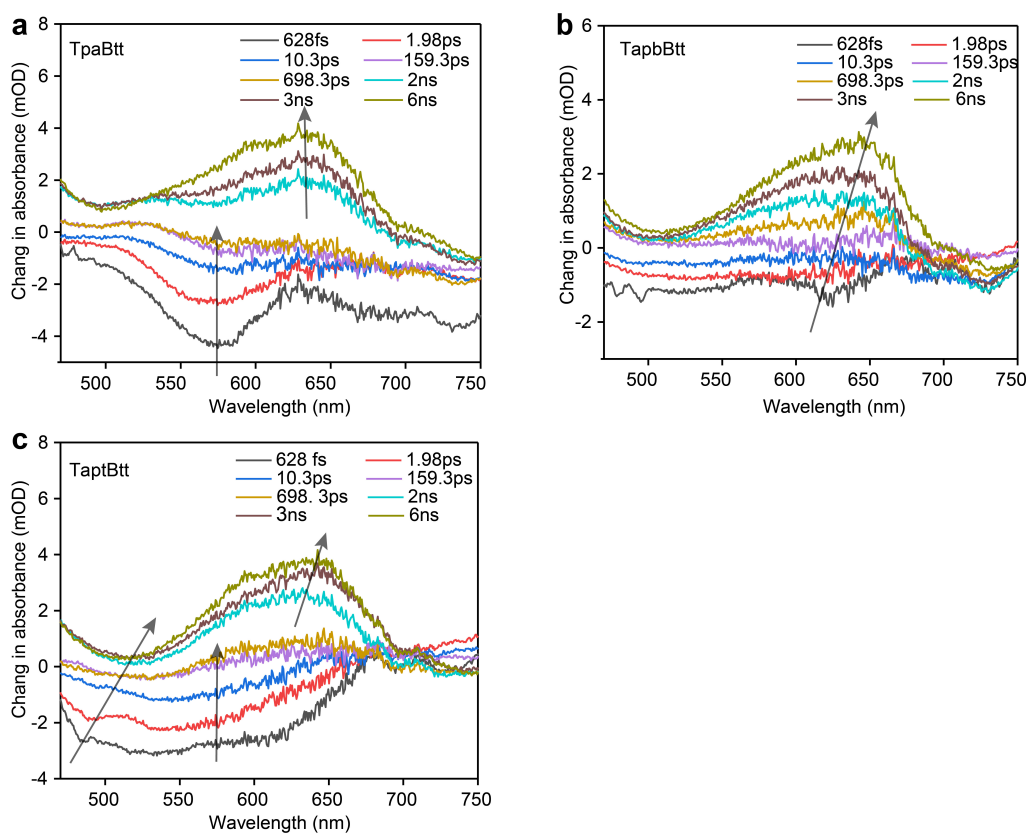 a
TpaBtt
628fs 1.98ps
10.3ps 159.3ps
698.3ps 2ns
3ns 6ns
Chang in absorbance (mOD)
8
6
4
2
0
-2
-4
500 550 600 650 700 750
Wavelength (nm)
b
TapbBtt
628fs 1.98ps
10.3ps 159.3ps
698.3ps 2ns
3ns 6ns
Chang in absorbance (mOD)
6
4
2
0
-2
500 550 600 650 700 750
Wavelength (nm)
c
TaptBtt
628 fs 1.98ps
10.3ps 159.3ps
698. 3ps 2ns
3ns 6ns
Chang in absorbance (mOD)
8
6
4
2
0
-2
-4
500 550 600 650 700 750
Wavelength (nm)